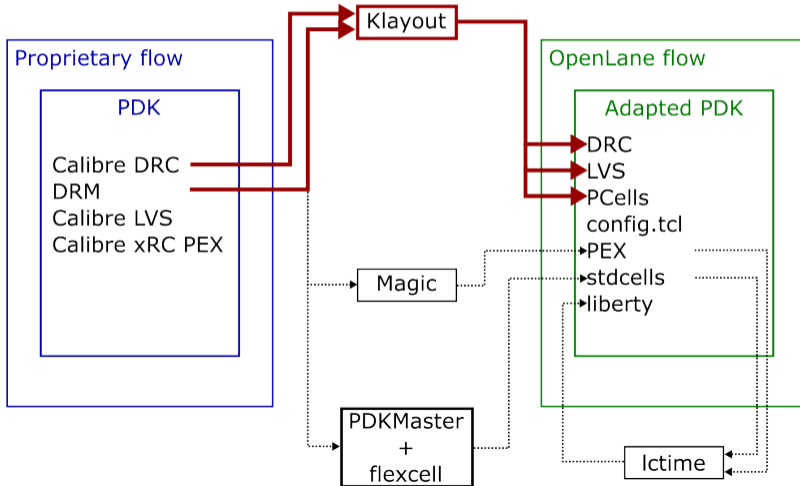 Klayout
Proprietary flow
PDK
Calibre DRC
DRM
Calibre LVS
Calibre xRC PEX
OpenLane flow
Adapted PDK
DRC
LVS
PCells
config.tcl
PEX
stdcells
liberty
Magic
PDKMaster
+
flexcell
lctime